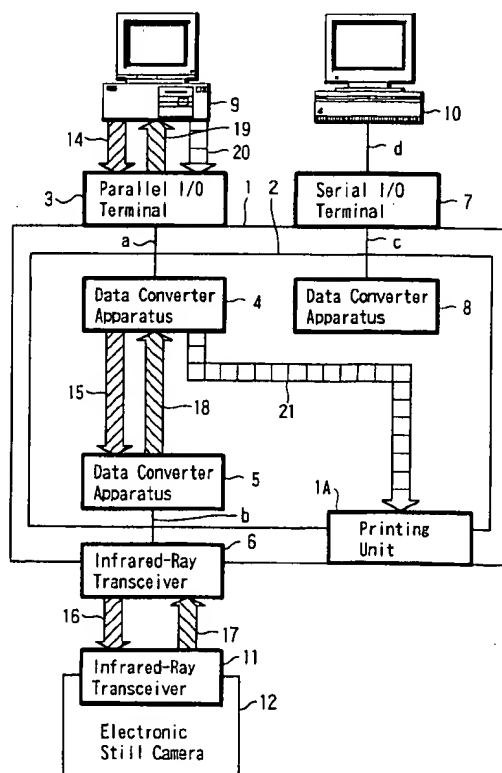 9
10
14
19
20
d
3
Parallel I/O
Terminal
1
2
Serial I/O
Terminal
7
a
c
Data Converter
Apparatus
4
Data Converter
Apparatus
8
15
18
21
Data Converter
Apparatus
5
1A
b
Printing
Unit
6
Infrared-Ray
Transceiver
16
17
Infrared-Ray
Transceiver
11
12
Electronic
Still Camera